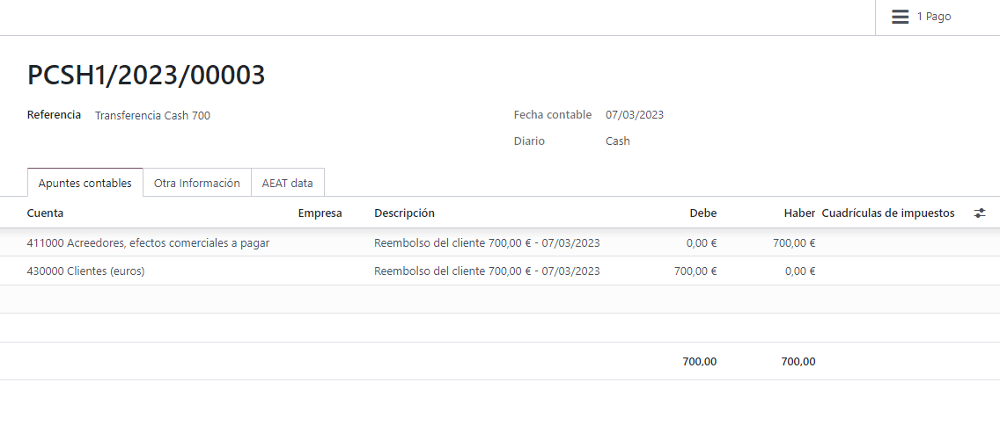 1 Pago
PCSH1/2023/00003
Referencia Transferencia Cash 700 Fecha contable 07/03/2023
Diario Cash
Apuntes contables Otra Información AEAT data
Cuenta Empresa Descripción Debe Haber Cuadrículas de impuestos
411000 Acreedores, efectos comerciales a pagar Reembolso del cliente 700,00 € - 07/03/2023 0,00 € 700,00 €
430000 Clientes (euros) Reembolso del cliente 700,00 € - 07/03/2023 700,00 € 0,00 €
700,00 700,00